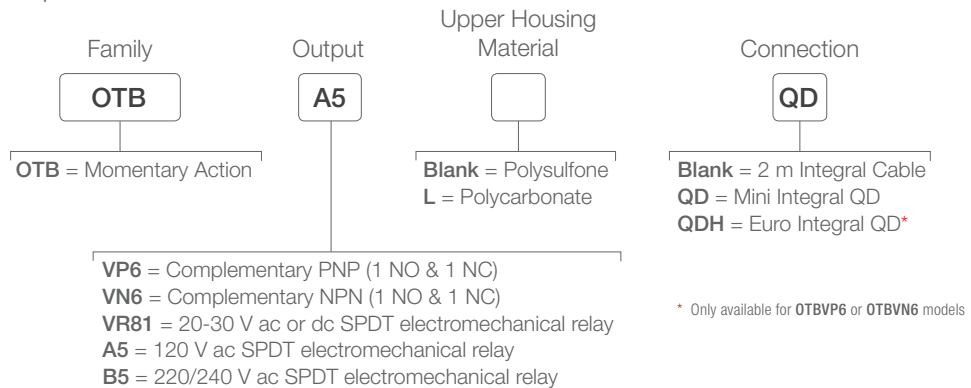 Family
Output
Upper Housing
Material
Connection
OTB
A5
QD
OTB = Momentary Action
Blank = Polysulfone
L = Polycarbonate
Blank = 2 m Integral Cable
QD = Mini Integral QD
QDH = Euro Integral QD*
VP6 = Complementary PNP (1 NO & 1 NC)
VN6 = Complementary NPN (1 NO & 1 NC)
VR81 = 20-30 V ac or dc SPDT electromechanical relay
A5 = 120 V ac SPDT electromechanical relay
B5 = 220/240 V ac SPDT electromechanical relay
* Only available for OTBVP6 or OTBVN6 models